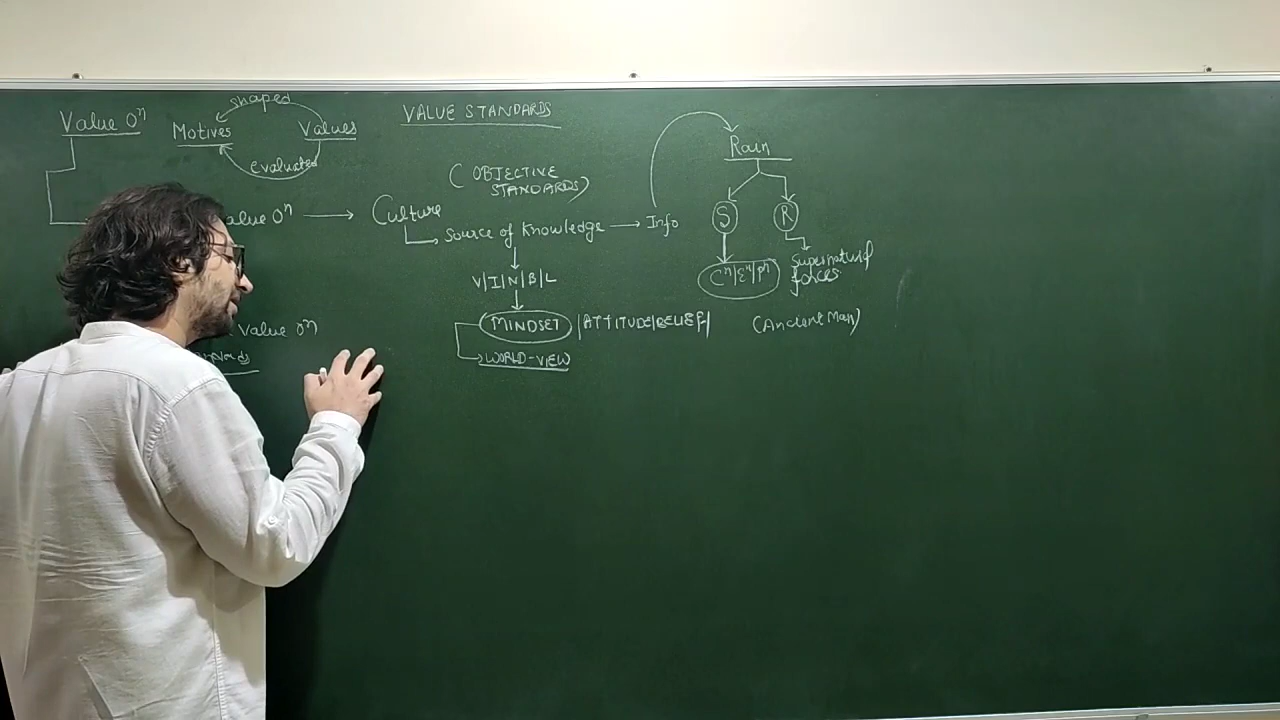 Value Oⁿ
shaped
Motives
Values
evaluated
VALUE STANDARDS
(OBJECTIVE
STANDARDS)
alue Oⁿ → Culture
Source of Knowledge → Info
V|I|N|B|L
MINDSET |ATTITUDE|BELIEF|
WORLD-VIEW
Value Oⁿ
Rain
S
R
Cⁿ|Eⁿ|Pⁿ
Supernatural
forces
(Ancient Man)